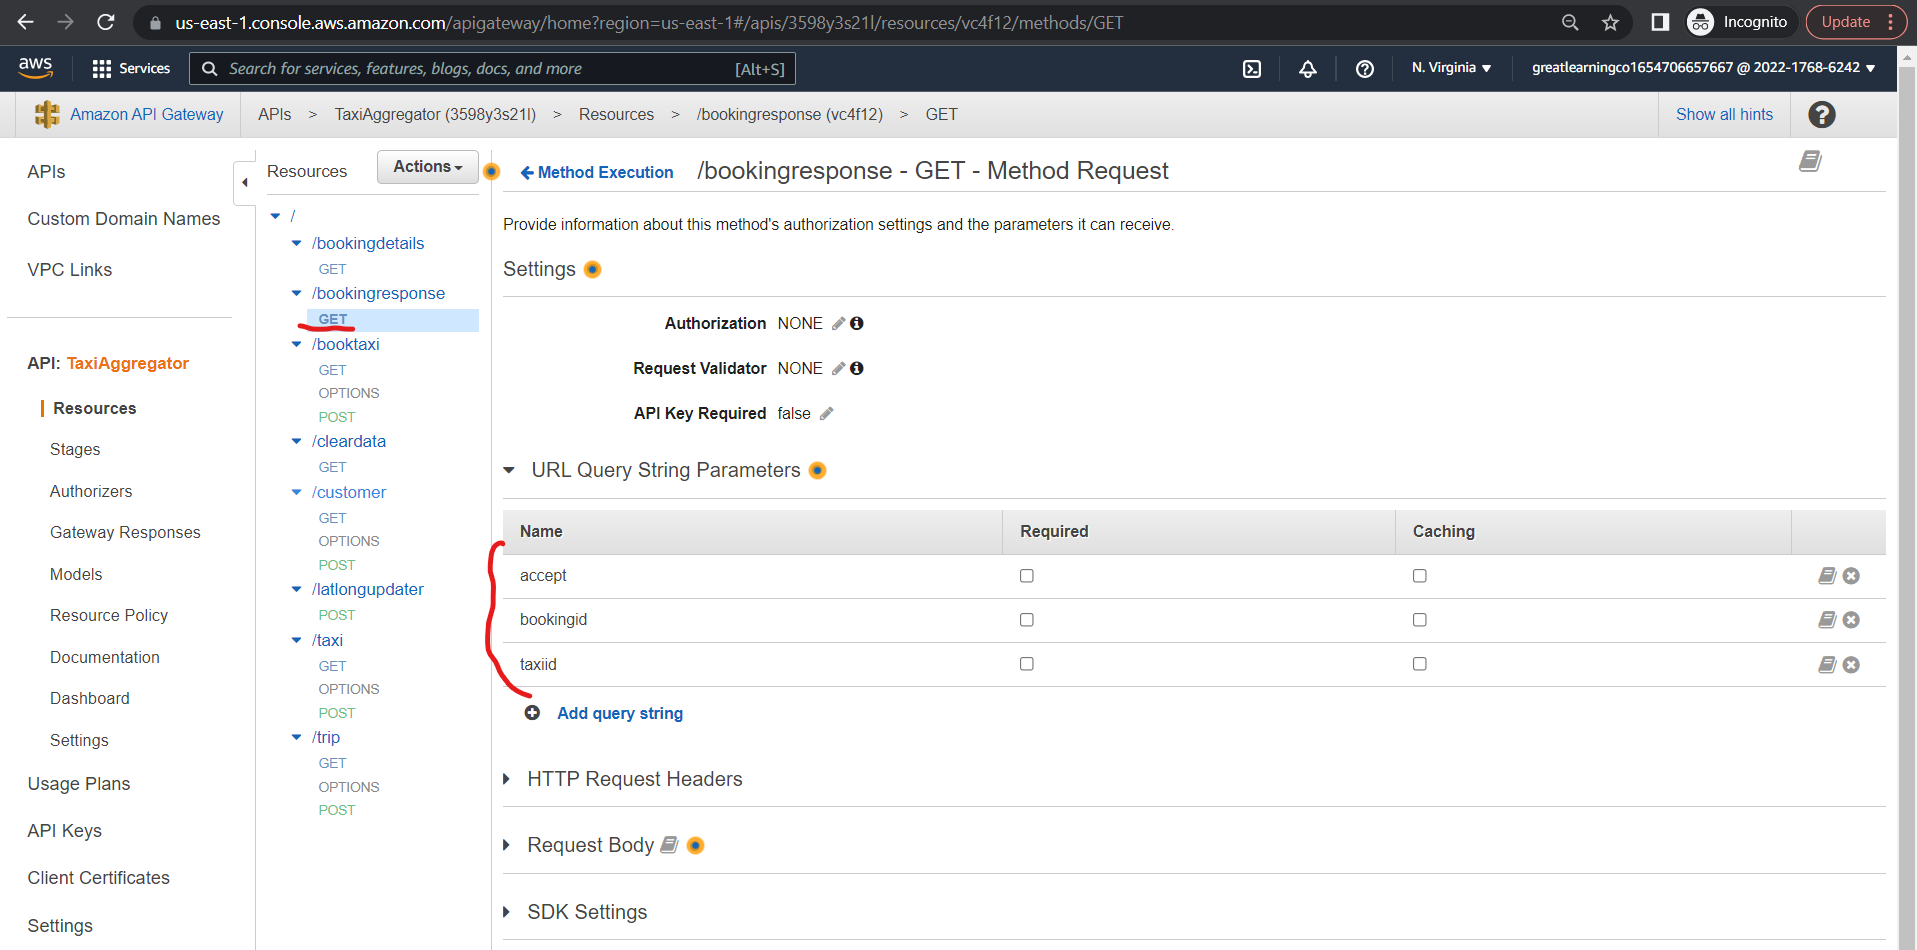 us-east-1.console.aws.amazon.com/apigateway/home?region=us-east-1#/apis/3598y3s21l/resources/vc4f12/methods/GET
Incognito
Update
aws
Services
Search for services, features, blogs, docs, and more
[Alt+S]
N. Virginia
greatlearningco1654706657667 @ 2022-1768-6242
Amazon API Gateway
APIs > TaxiAggregator (3598y3s21l) > Resources > /bookingresponse (vc4f12) > GET
Show all hints
APIs
Custom Domain Names
VPC Links
API: TaxiAggregator
Resources
Stages
Authorizers
Gateway Responses
Models
Resource Policy
Documentation
Dashboard
Settings
Usage Plans
API Keys
Client Certificates
Settings
Resources
Actions
/
/bookingdetails
GET
/bookingresponse
GET
/booktaxi
GET
OPTIONS
POST
/cleardata
GET
/customer
GET
OPTIONS
POST
/latlongupdater
POST
/taxi
GET
OPTIONS
POST
/trip
GET
OPTIONS
POST
Method Execution
/bookingresponse - GET - Method Request
Provide information about this method's authorization settings and the parameters it can receive.
Settings
Authorization NONE
Request Validator NONE
API Key Required false
URL Query String Parameters
Name Required Caching
accept
bookingid
taxiid
Add query string
HTTP Request Headers
Request Body
SDK Settings